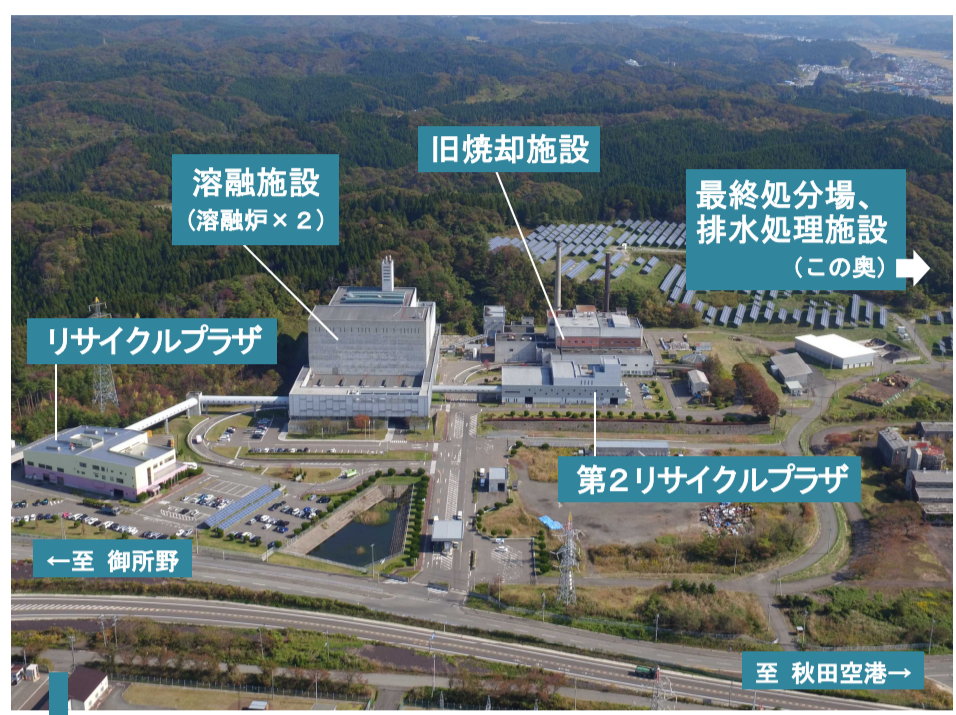 旧焼却施設
溶融施設
（溶融炉×２）
最終処分場、
排水処理施設
（この奥）
リサイクルプラザ
第２リサイクルプラザ
←至 御所野
至 秋田空港→